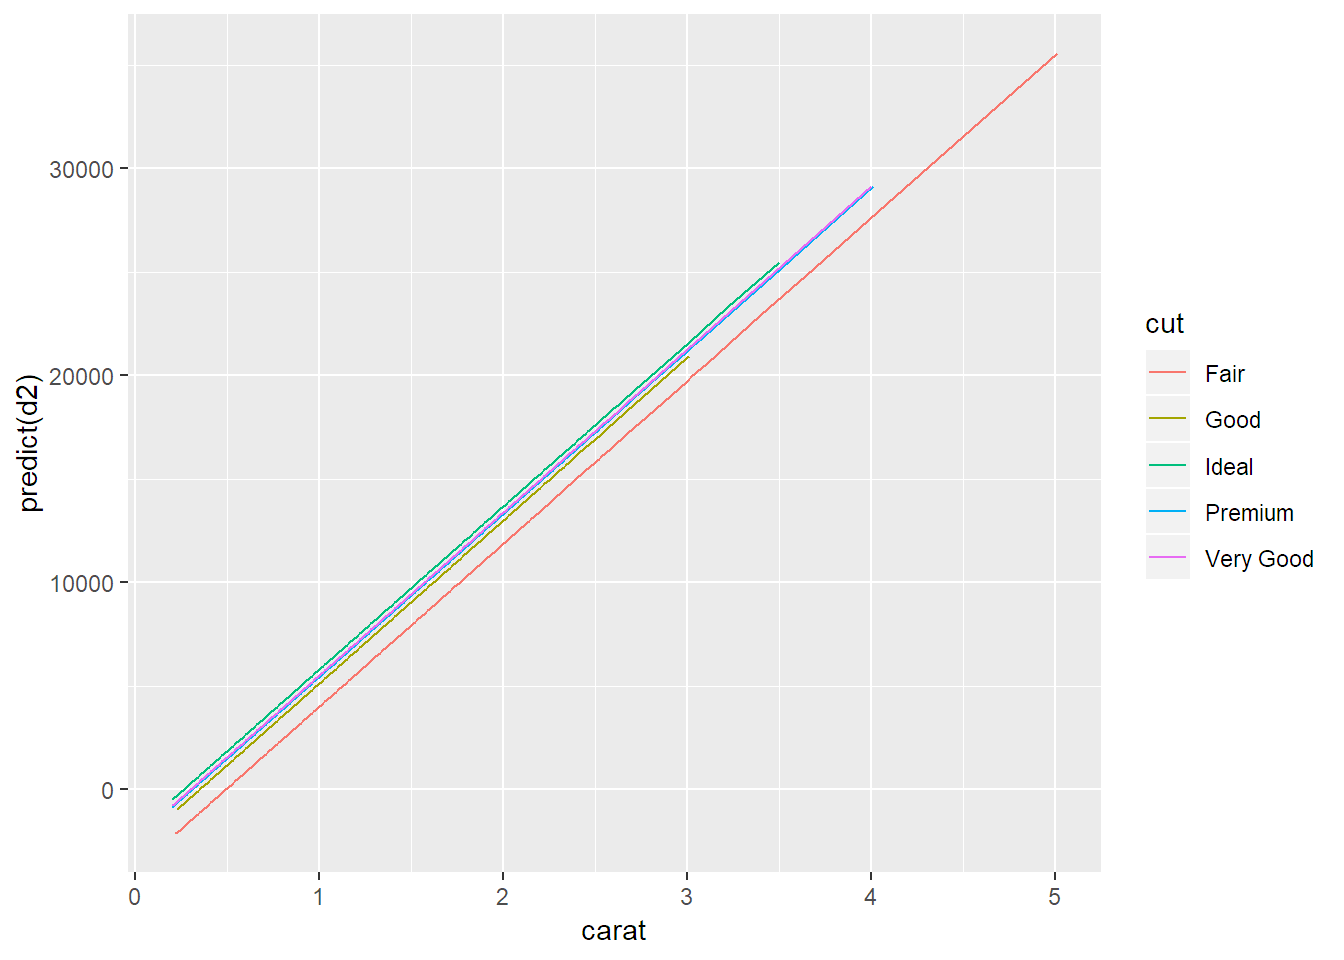 predict(d2)
30000
20000
10000
0
0 1 2 3 4 5
carat
cut
Fair
Good
Ideal
Premium
Very Good